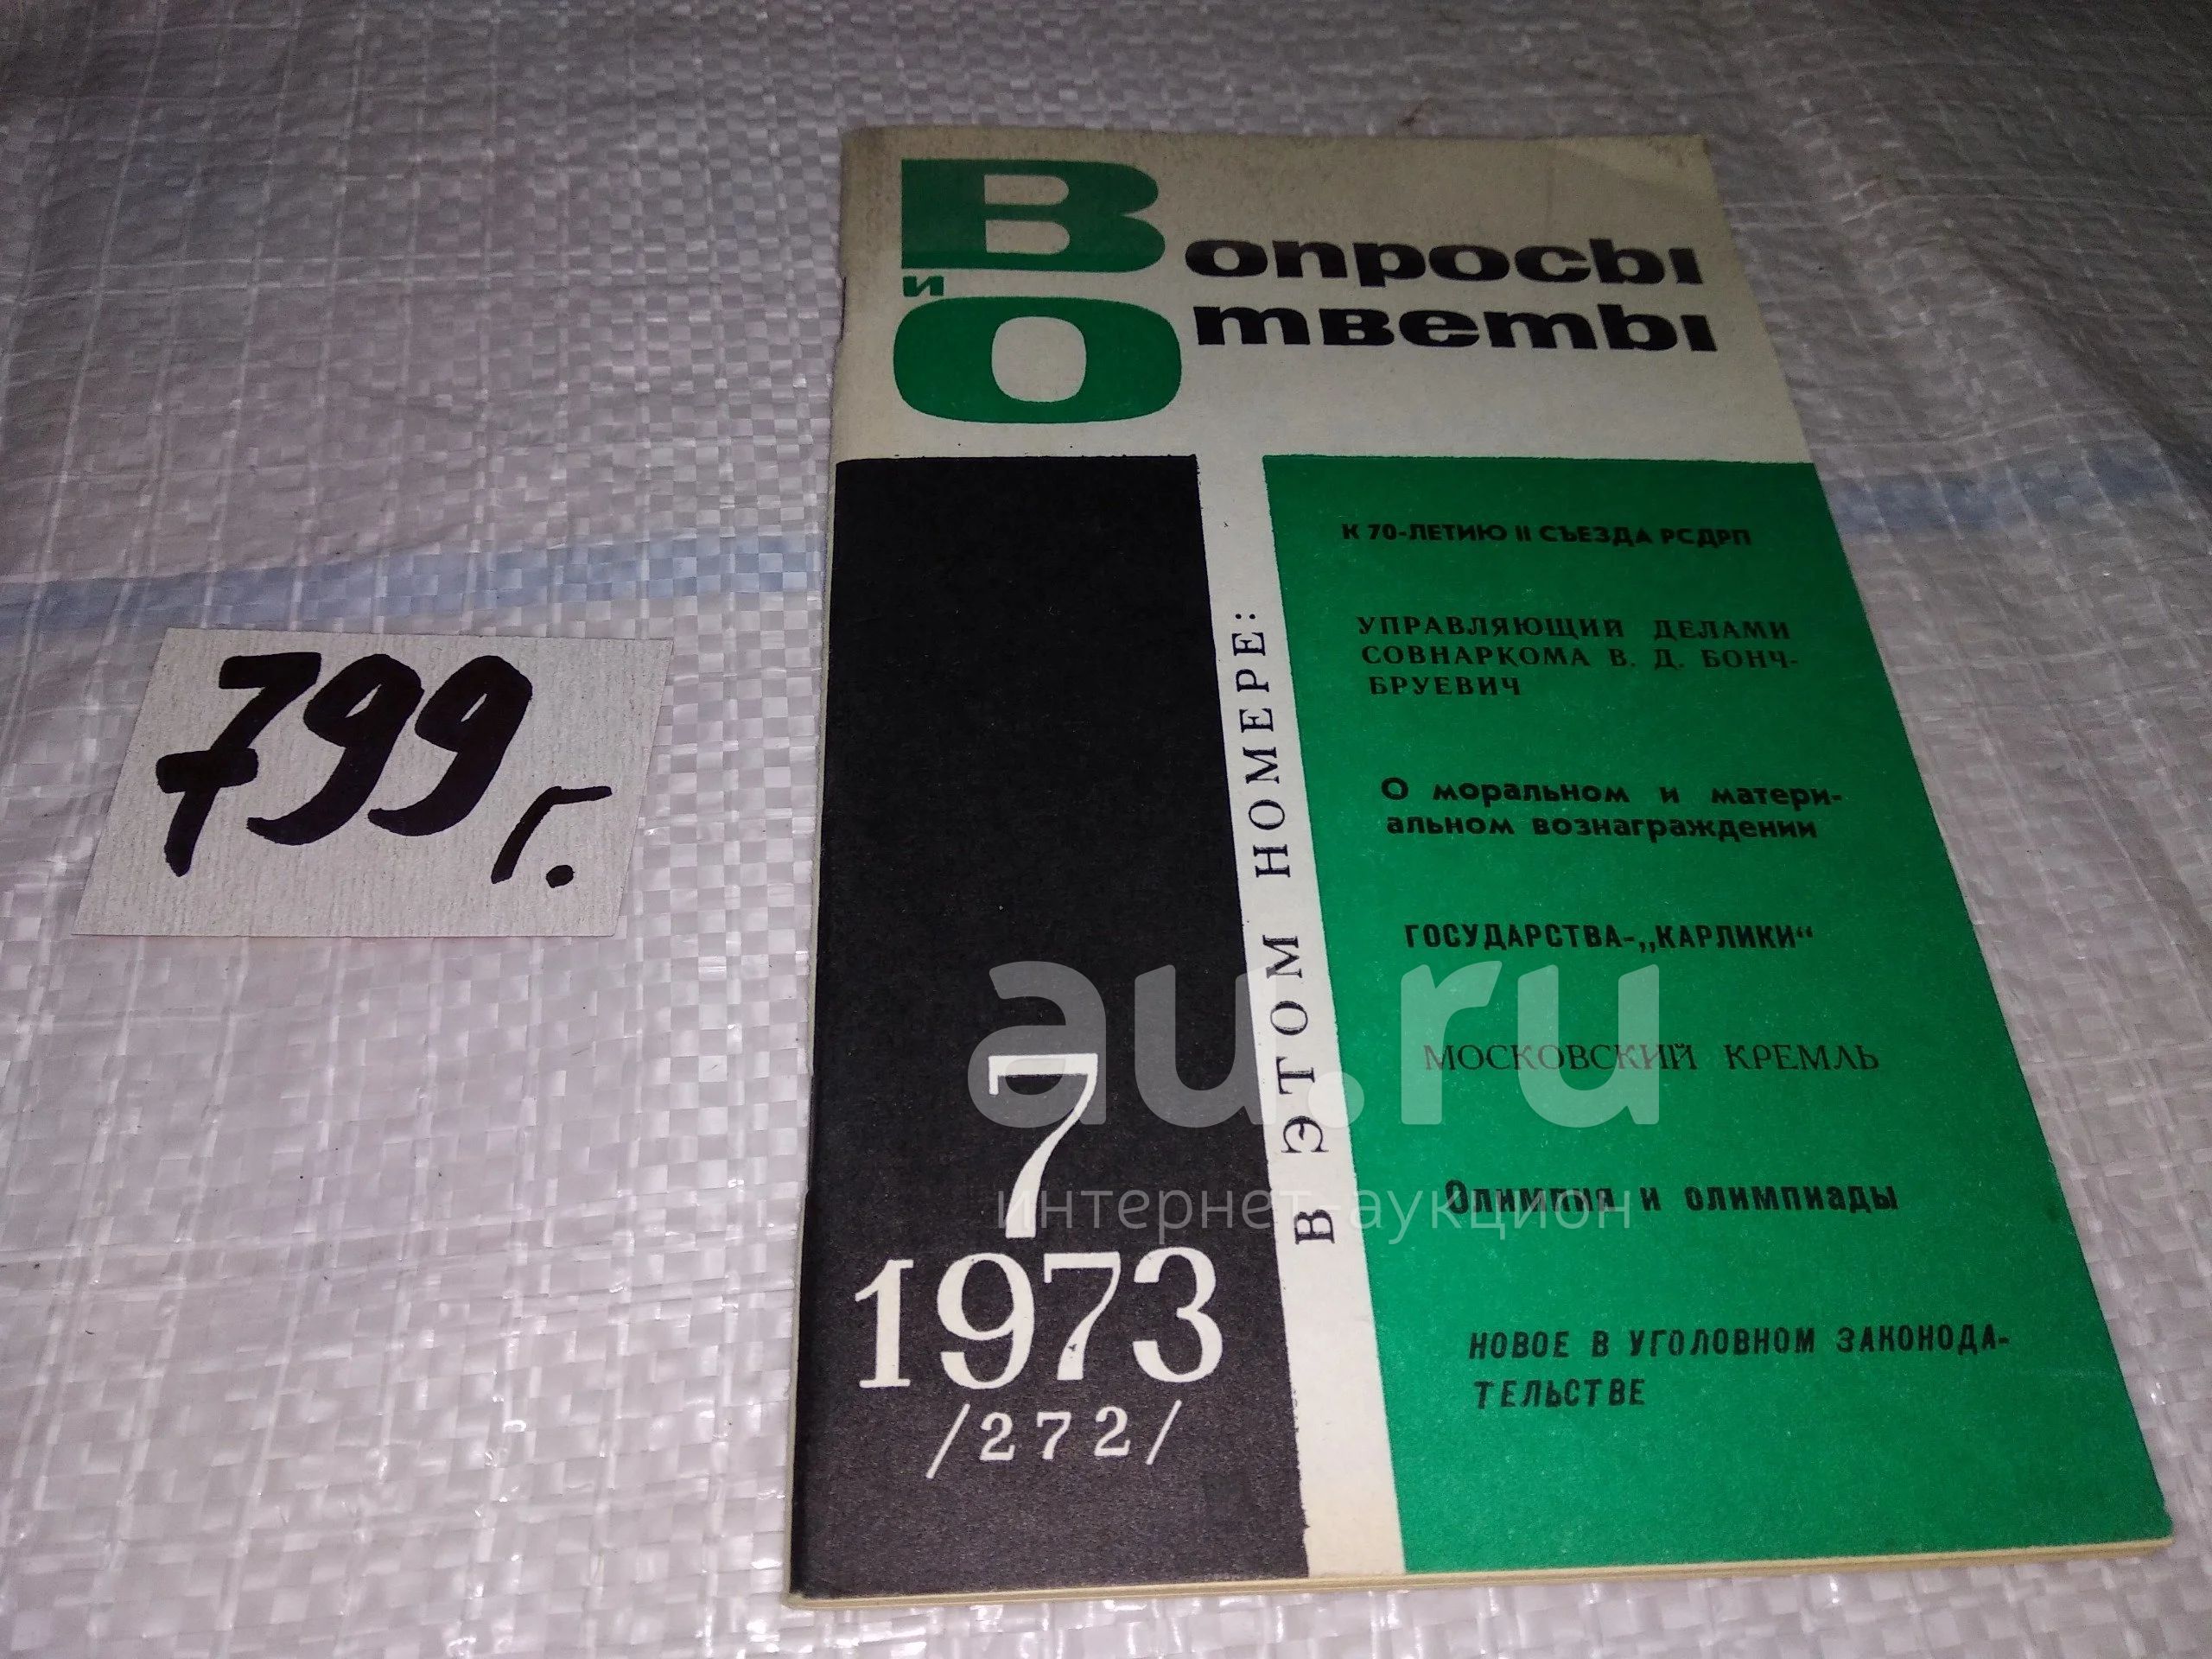 Вопросы
и
Ответы
К 70-ЛЕТИЮ II СЪЕЗДА РСДРП
УПРАВЛЯЮЩИЙ ДЕЛАМИ
СОВНАРКОМА В. Д. БОНЧ-
БРУЕВИЧ
О моральном и матери-
альном вознаграждении
ГОСУДАРСТВА-„КАРЛИКИ“
МОСКОВСКИЙ КРЕМЛЬ
Олимпия и олимпиады
НОВОЕ В УГОЛОВНОМ ЗАКОНОДА-
ТЕЛЬСТВЕ
В ЭТОМ НОМЕРЕ:
7
1973
/272/
799 г.
au.ru
интернет-аукцион